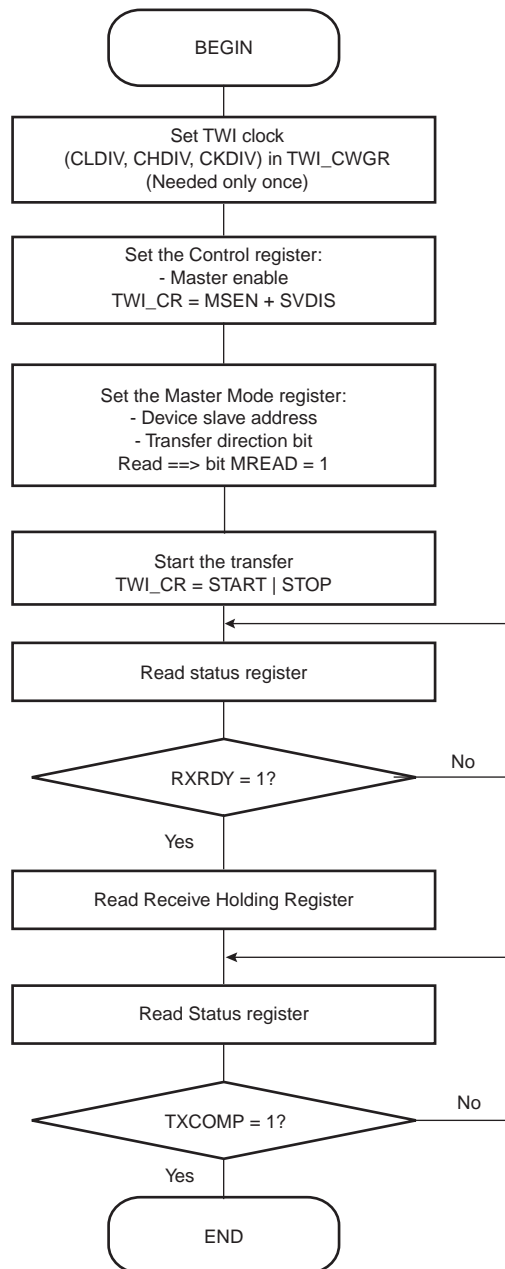 BEGIN
Set TWI clock
(CLDIV, CHDIV, CKDIV) in TWI_CWGR
(Needed only once)
Set the Control register:
- Master enable
TWI_CR = MSEN + SVDIS
Set the Master Mode register:
- Device slave address
- Transfer direction bit
Read ==> bit MREAD = 1
Start the transfer
TWI_CR = START | STOP
Read status register
RXRDY = 1?
No
Yes
Read Receive Holding Register
Read Status register
TXCOMP = 1?
No
Yes
END